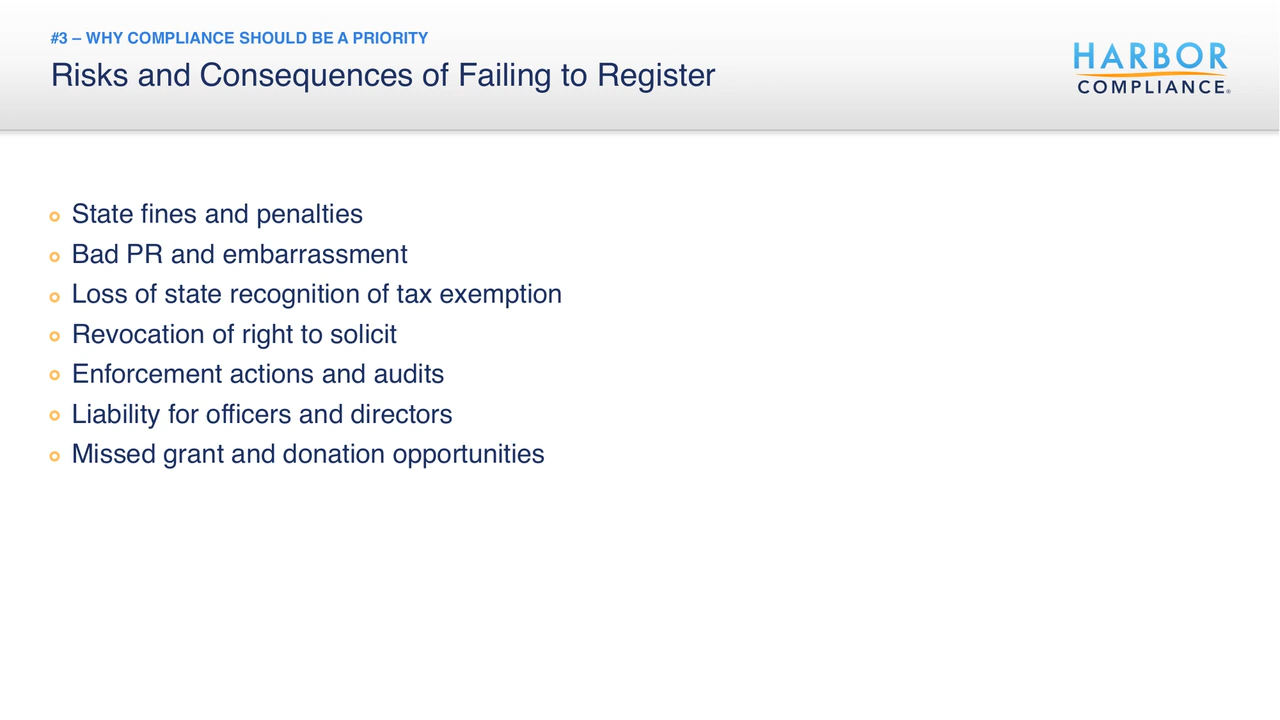 #3 – WHY COMPLIANCE SHOULD BE A PRIORITY
Risks and Consequences of Failing to Register
HARBOR
COMPLIANCE®
State fines and penalties
Bad PR and embarrassment
Loss of state recognition of tax exemption
Revocation of right to solicit
Enforcement actions and audits
Liability for officers and directors
Missed grant and donation opportunities